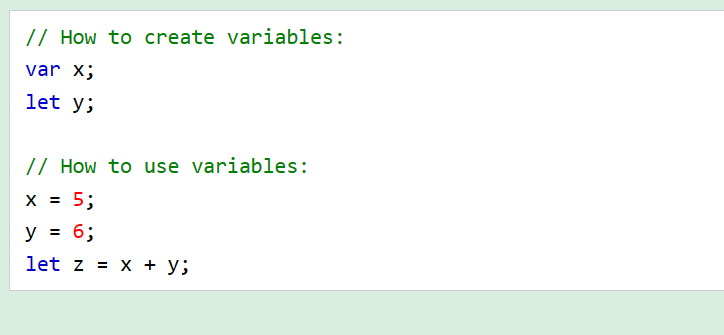 // How to create variables:
var x;
let y;
// How to use variables:
x = 5;
y = 6;
let z = x + y;